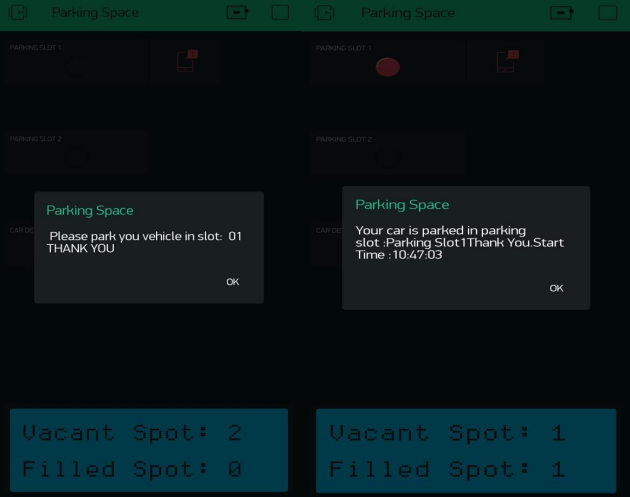 Parking Space
PARKING SLOT 1
1
PARKING SLOT 2
CAR DE
Parking Space
Please park you vehicle in slot: 01
THANK YOU
OK
Vacant Spot: 2
Filled Spot: 0
Parking Space
PARKING SLOT 1
1
PARKING SLOT 2
CAR DE
Parking Space
Your car is parked in parking
slot :Parking Slot1Thank You.Start
Time :10:47:03
OK
Vacant Spot: 1
Filled Spot: 1